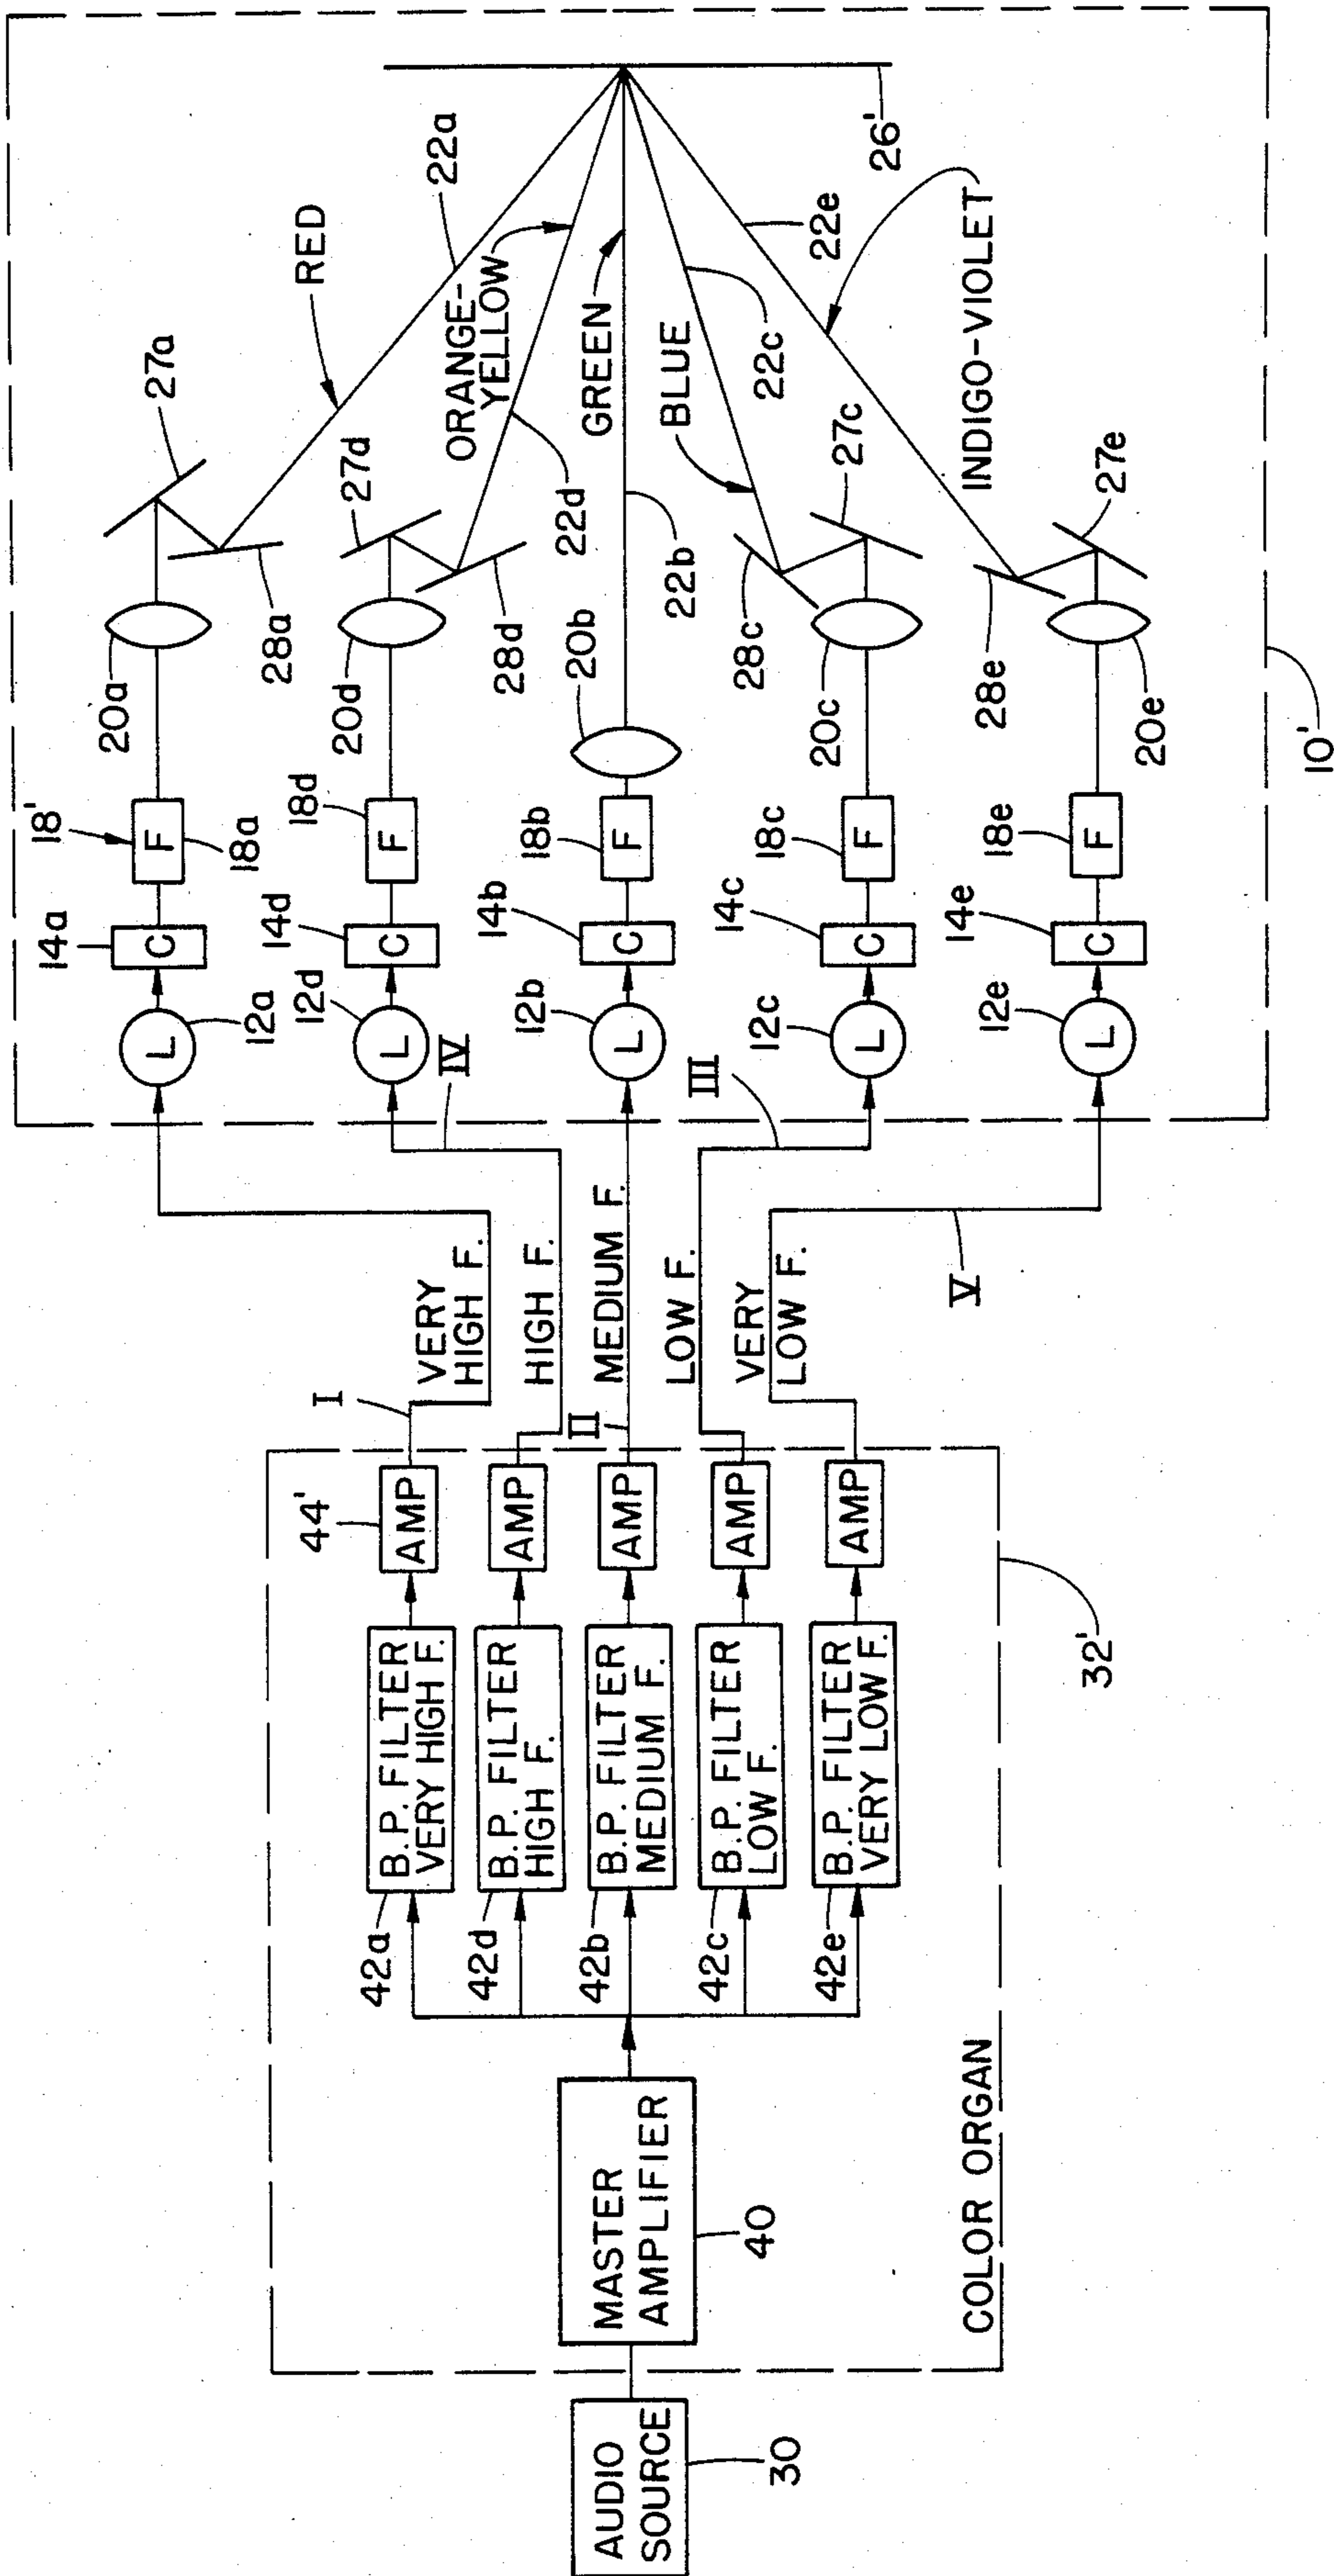 AUDIO
SOURCE
30
MASTER
AMPLIFIER
40
COLOR ORGAN
32'
42a
B.P. FILTER
VERY HIGH F.
42d
B.P. FILTER
HIGH F.
42b
B.P. FILTER
MEDIUM F.
42c
B.P. FILTER
LOW F.
42e
B.P. FILTER
VERY LOW F.
44'
AMP
AMP
AMP
AMP
AMP
I
VERY
HIGH F.
HIGH F.
II
MEDIUM F.
LOW F.
VERY
LOW F.
IV
III
V
L
12a
14a
C
18'
F
18a
20a
27a
28a
RED
22a
L
12d
14d
C
F
18d
20d
27d
28d
ORANGE-
YELLOW
22d
L
12b
14b
C
18b
F
20b
GREEN
22b
L
12c
14c
C
18c
F
20c
28c
27c
BLUE
22c
L
12e
14e
C
18e
F
20e
28e
27e
INDIGO-VIOLET
22e
26'
10'